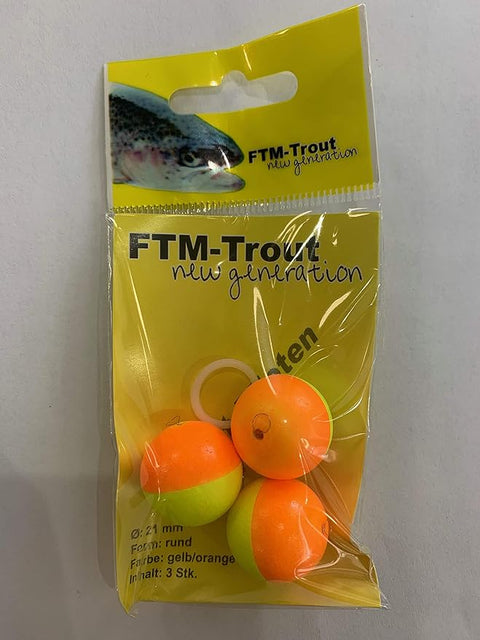 FTM-Trout
new generation
FTM-Trout
new generation
Ø: 21 mm
Form: rund
Farbe: gelb/orange
Inhalt: 3 Stk.